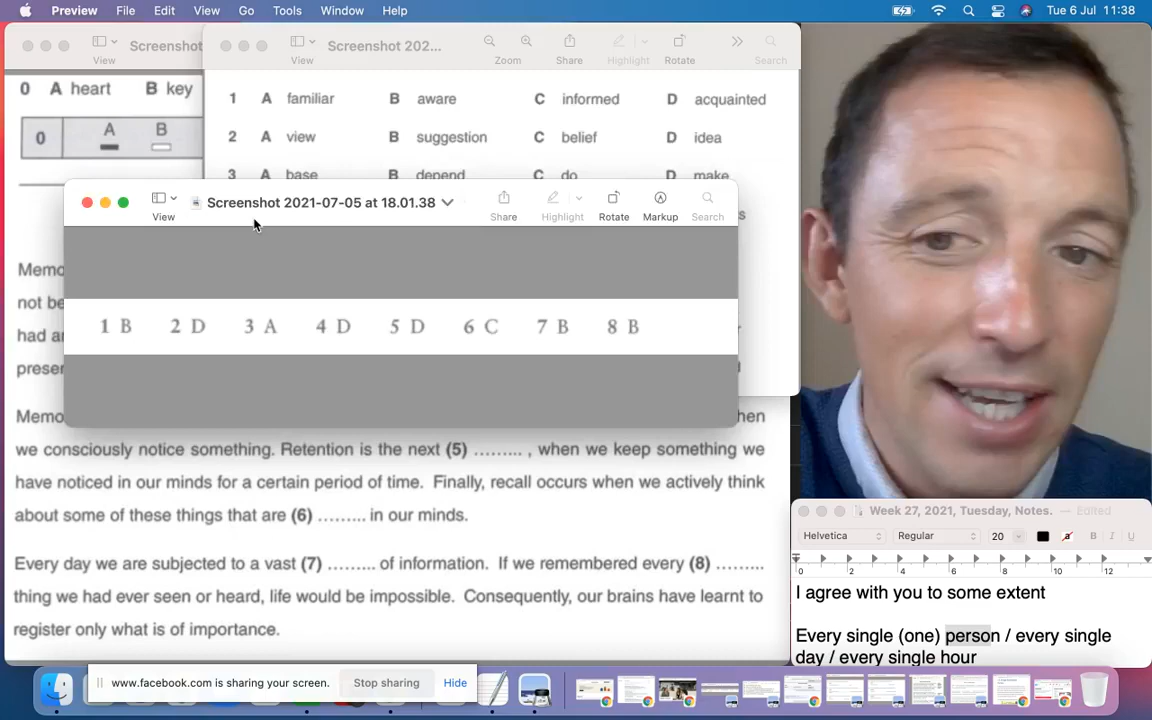 Preview File Edit View Go Tools Window Help Tue 6 Jul 11:38
Screenshot
View
Screenshot 202...
View Zoom Share Highlight Rotate Search
0 A heart B key
0 A B
1 A familiar B aware C informed D acquainted
2 A view B suggestion C belief D idea
3 A base B depend C do D make
Screenshot 2021-07-05 at 18.01.38
View Share Highlight Rotate Markup Search
1 B 2 D 3 A 4 D 5 D 6 C 7 B 8 B
Memo
not be
had a
prese
Memo hen
we consciously notice something. Retention is the next (5) ......... , when we keep something we
have noticed in our minds for a certain period of time. Finally, recall occurs when we actively think
about some of these things that are (6) ......... in our minds.
Every day we are subjected to a vast (7) ......... of information. If we remembered every (8) .........
thing we had ever seen or heard, life would be impossible. Consequently, our brains have learnt to
register only what is of importance.
Week 27, 2021, Tuesday, Notes. — Edited
Helvetica Regular 20 B I U
0 2 4 6 8 10 12
I agree with you to some extent
Every single (one) person / every single
day / every single hour
www.facebook.com is sharing your screen. Stop sharing Hide